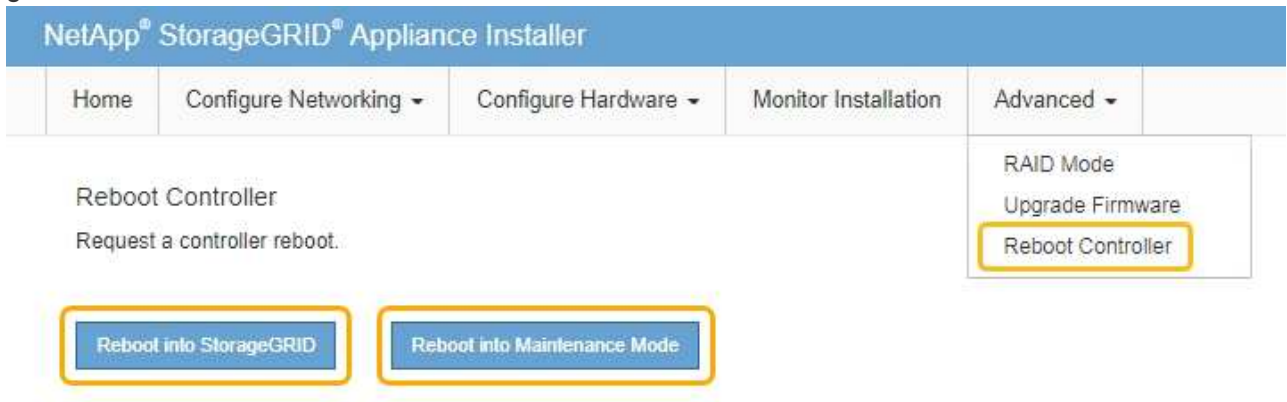 NetApp® StorageGRID® Appliance Installer
Home Configure Networking Configure Hardware Monitor Installation Advanced
RAID Mode
Upgrade Firmware
Reboot Controller
Reboot Controller
Request a controller reboot.
Reboot into StorageGRID Reboot into Maintenance Mode